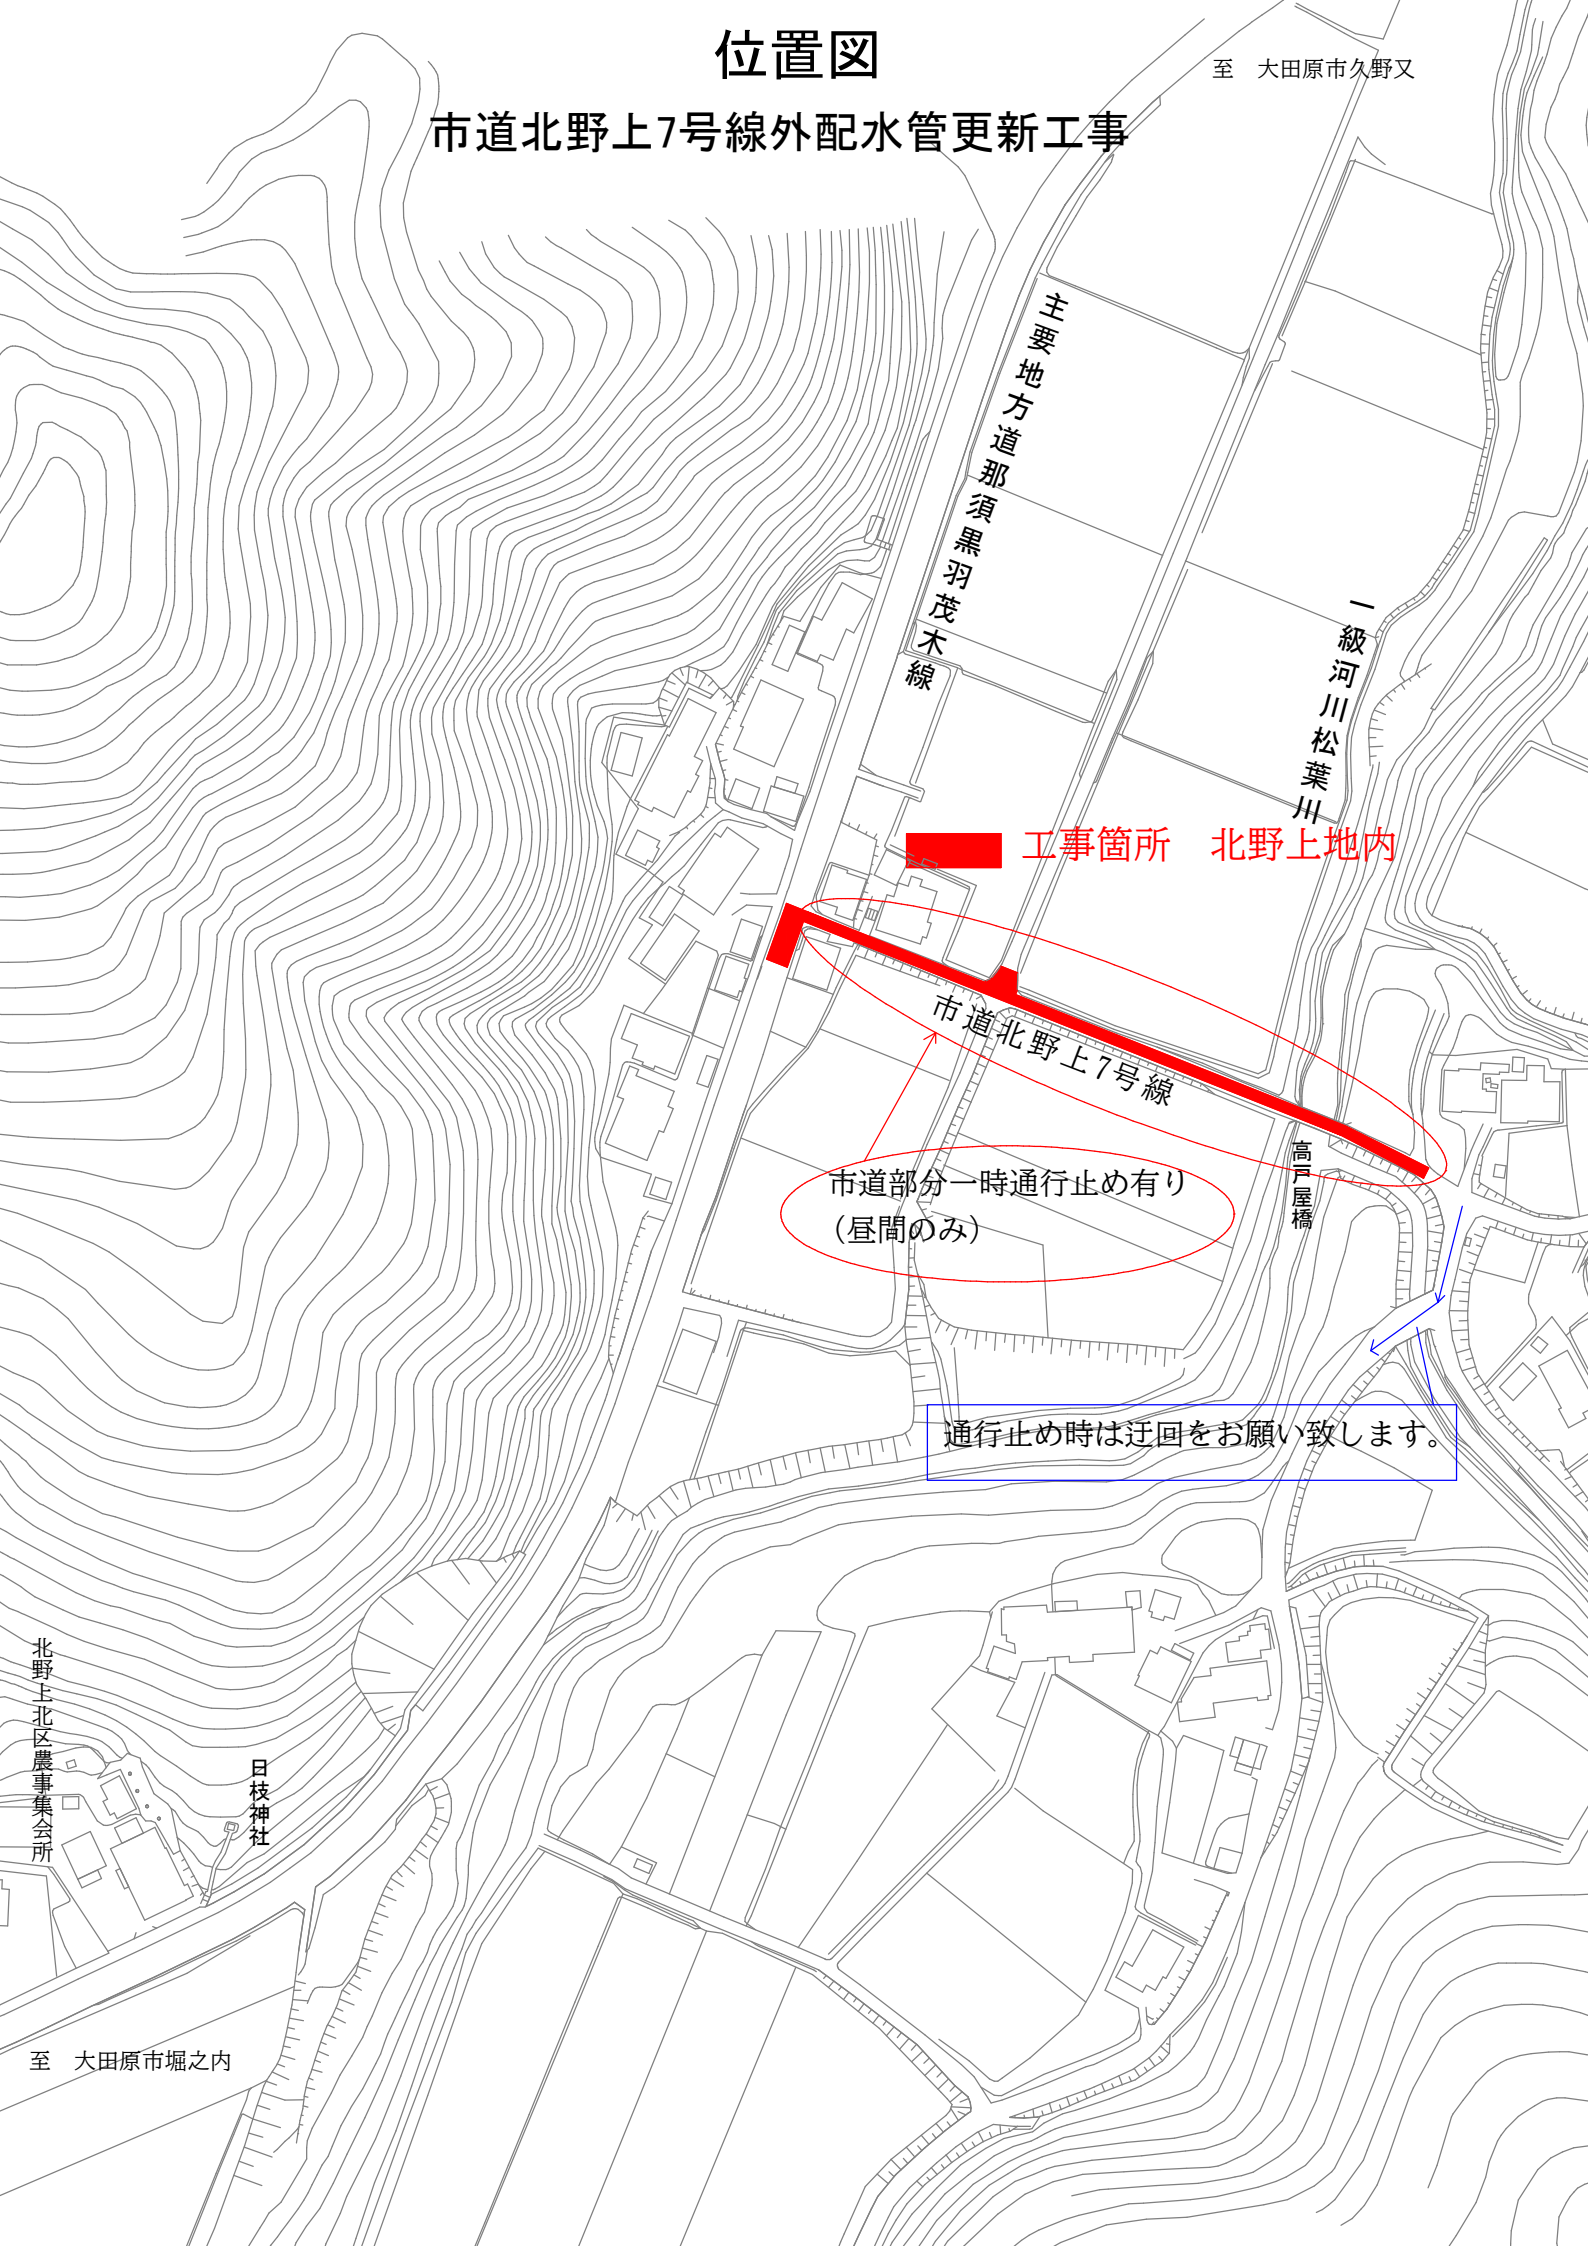 位置図
至　大田原市久野又
市道北野上7号線外配水管更新工事
主要地方道那須黒羽茂木線
一級河川松葉川
工事箇所　北野上地内
市道北野上7号線
高戸屋橋
市道部分一時通行止め有り
（昼間のみ）
通行止め時は迂回をお願い致します。
北野上北区農事集会所
日枝神社
至　大田原市堀之内